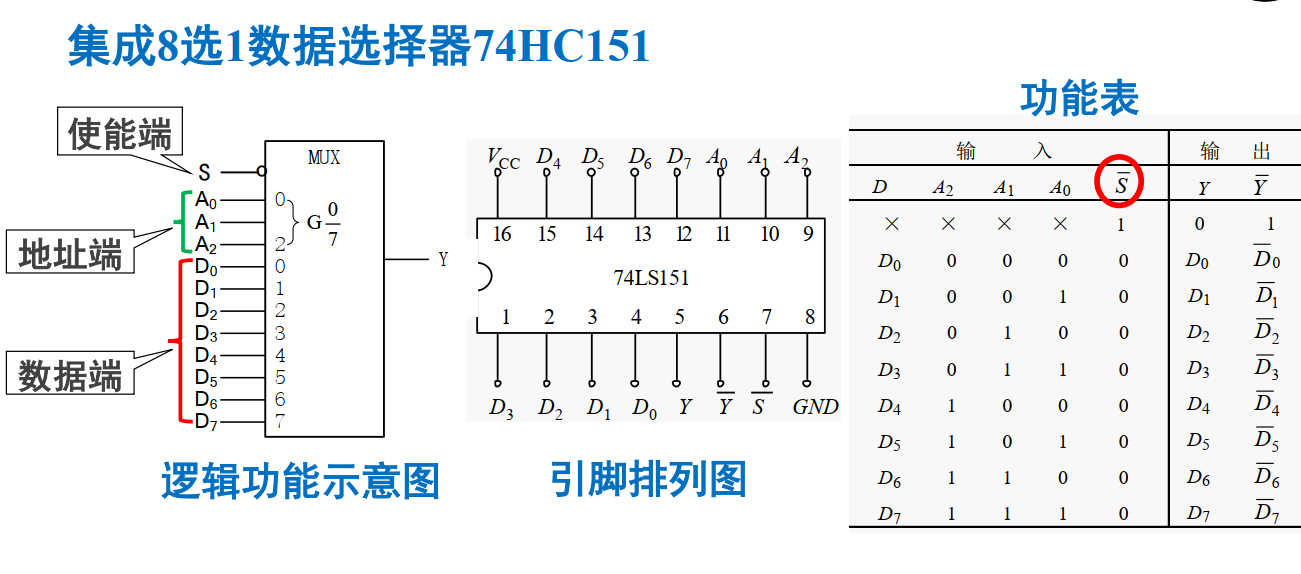 集成8选1数据选择器74HC151
使能端
地址端
数据端
S
A0
A1
A2
D0
D1
D2
D3
D4
D5
D6
D7
MUX
0
2
G 0/7
0
1
2
3
4
5
6
7
Y
逻辑功能示意图
VCC D4 D5 D6 D7 A0 A1 A2
16 15 14 13 12 11 10 9
74LS151
1 2 3 4 5 6 7 8
D3 D2 D1 D0 Y Y̅ S̅ GND
引脚排列图
功能表
输 入 输 出
D A2 A1 A0 S̅ Y Y̅
× × × × 1 0 1
D0 0 0 0 0 D0 D̅0
D1 0 0 1 0 D1 D̅1
D2 0 1 0 0 D2 D̅2
D3 0 1 1 0 D3 D̅3
D4 1 0 0 0 D4 D̅4
D5 1 0 1 0 D5 D̅5
D6 1 1 0 0 D6 D̅6
D7 1 1 1 0 D7 D̅7